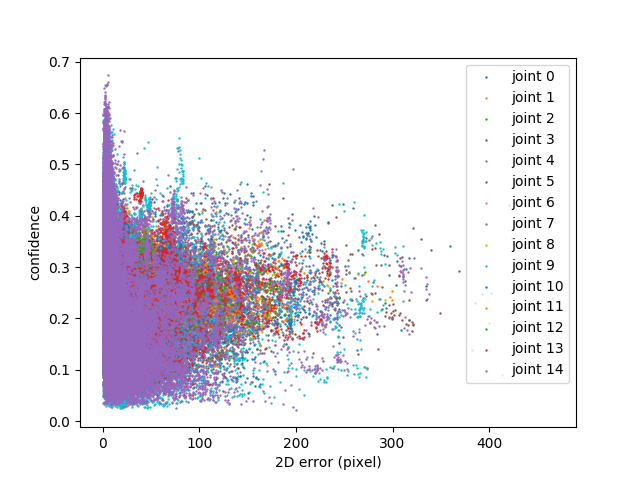 0.7
0.6
0.5
0.4
0.3
0.2
0.1
0.0
confidence
0
100
200
300
400
2D error (pixel)
joint 0
joint 1
joint 2
joint 3
joint 4
joint 5
joint 6
joint 7
joint 8
joint 9
joint 10
joint 11
joint 12
joint 13
joint 14